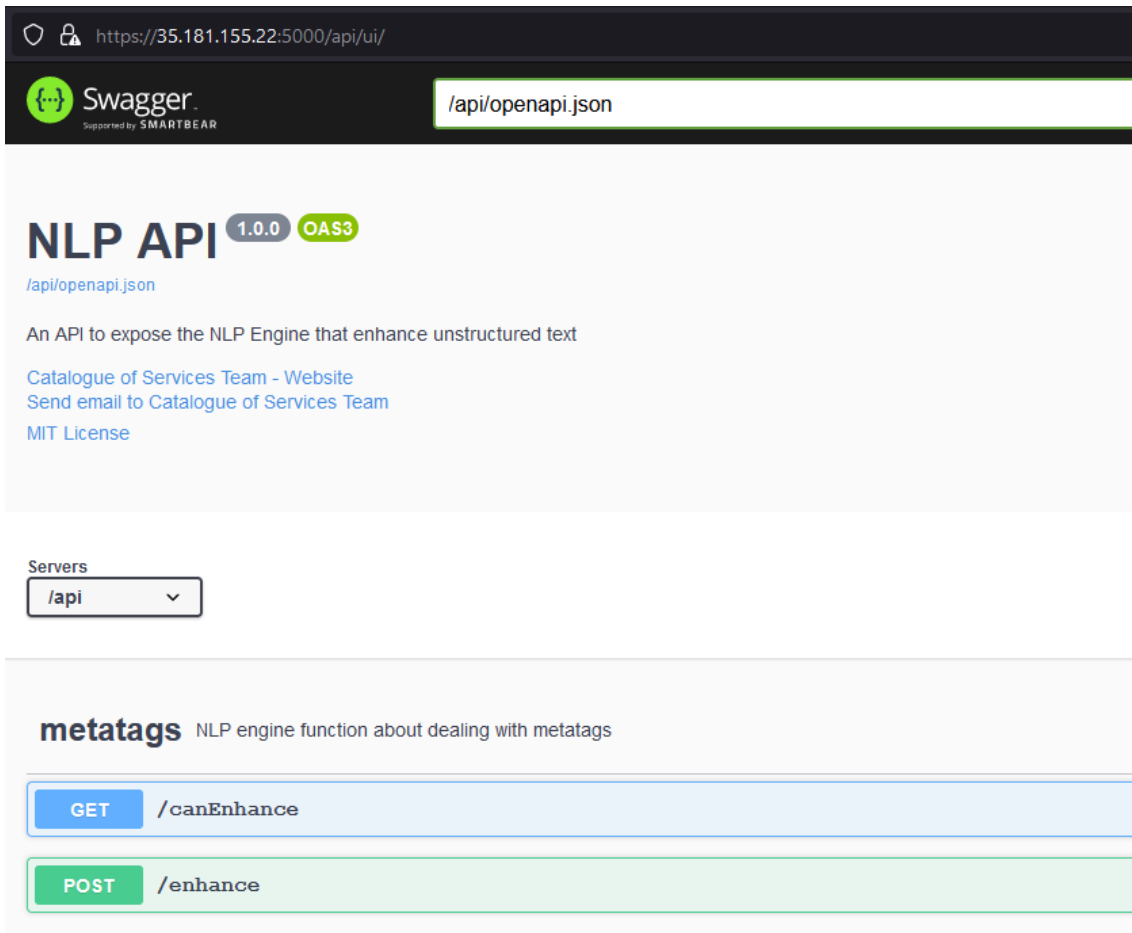 https://35.181.155.22:5000/api/ui/
{···} Swagger.
Supported by SMARTBEAR
/api/openapi.json
NLP API 1.0.0 OAS3
/api/openapi.json
An API to expose the NLP Engine that enhance unstructured text
Catalogue of Services Team - Website
Send email to Catalogue of Services Team
MIT License
Servers
/api
metatags NLP engine function about dealing with metatags
GET /canEnhance
POST /enhance